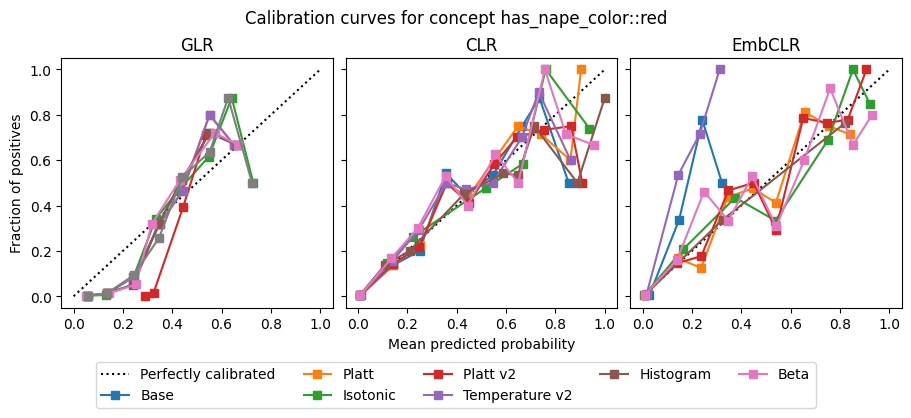 Calibration curves for concept has_nape_color::red
GLR
CLR
EmbCLR
Fraction of positives
1.0
0.8
0.6
0.4
0.2
0.0
0.0 0.2 0.4 0.6 0.8 1.0
0.0 0.2 0.4 0.6 0.8 1.0
0.0 0.2 0.4 0.6 0.8 1.0
Mean predicted probability
Perfectly calibrated
Base
Platt
Isotonic
Platt v2
Temperature v2
Histogram
Beta